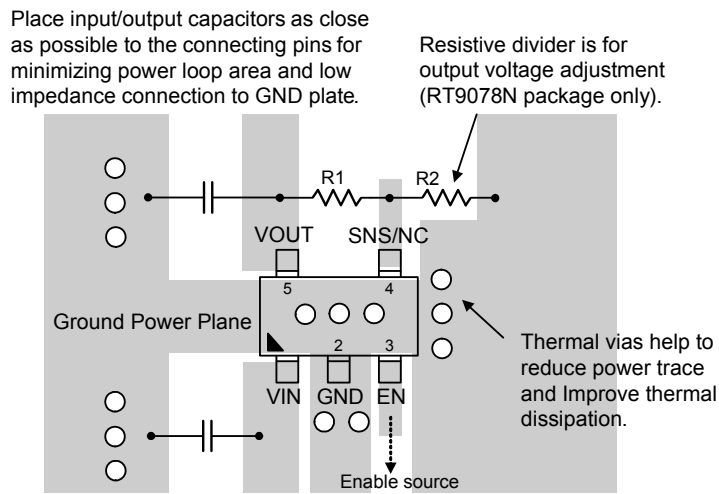 Place input/output capacitors as close
as possible to the connecting pins for
minimizing power loop area and low
impedance connection to GND plate.
Resistive divider is for
output voltage adjustment
(RT9078N package only).
R1
R2
VOUT
SNS/NC
5
4
Ground Power Plane
2
3
VIN
GND
EN
Thermal vias help to
reduce power trace
and Improve thermal
dissipation.
Enable source